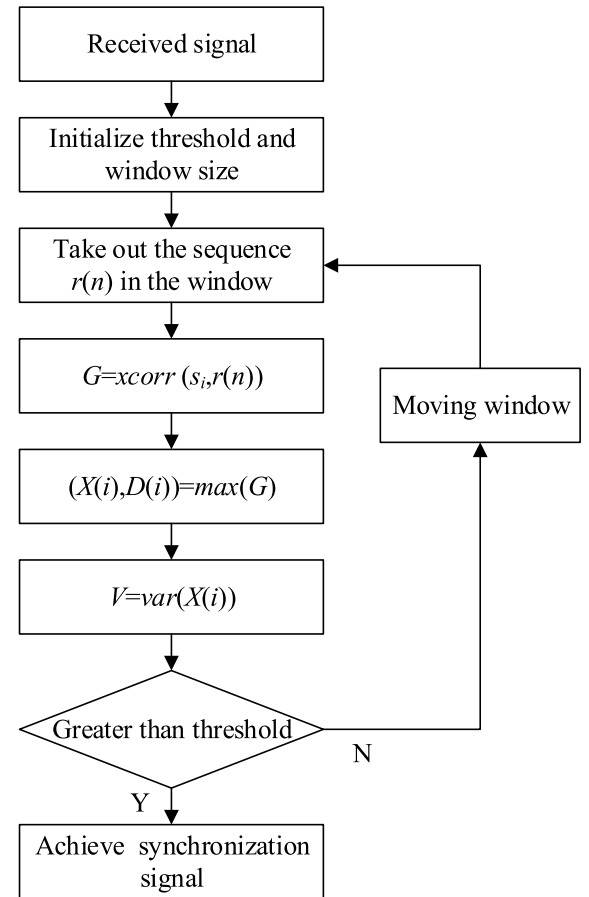 Received signal
Initialize threshold and
window size
Take out the sequence
r(n) in the window
G=xcorr (sᵢ,r(n))
Moving window
(X(i),D(i))=max(G)
V=var(X(i))
Greater than threshold
N
Y
Achieve synchronization
signal